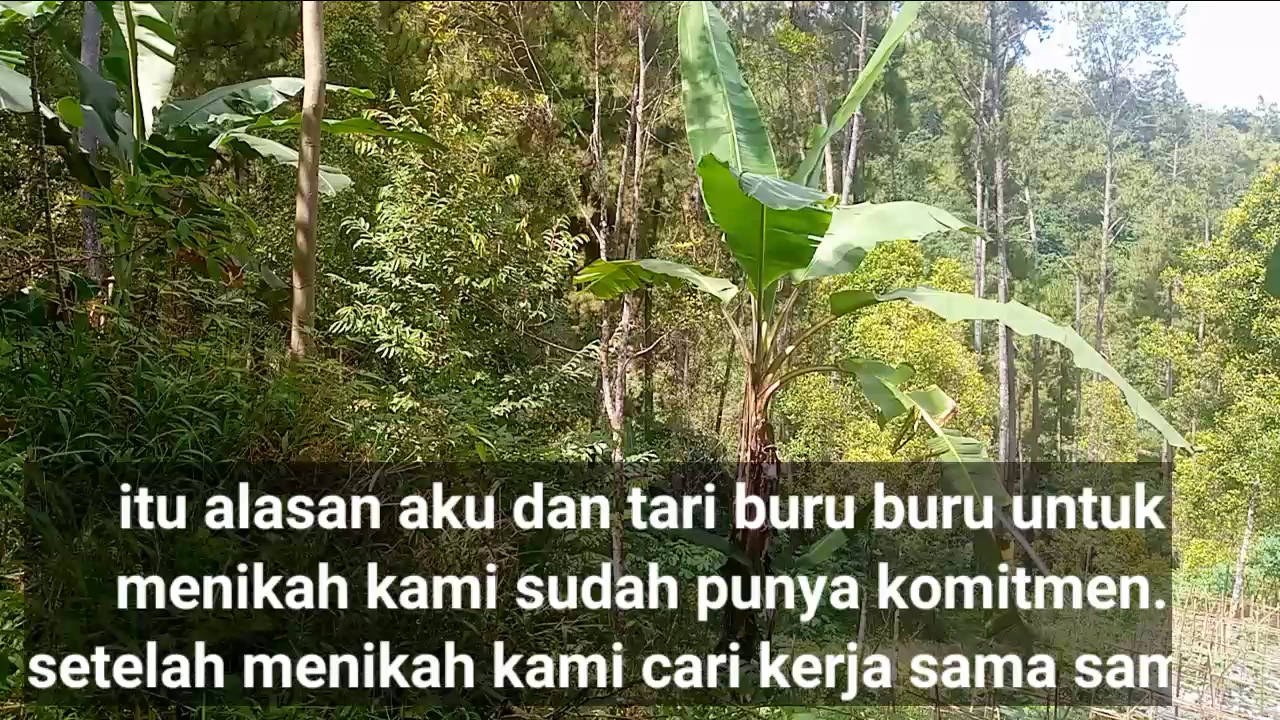 itu alasan aku dan tari buru buru untuk
menikah kami sudah punya komitmen.
setelah menikah kami cari kerja sama sam